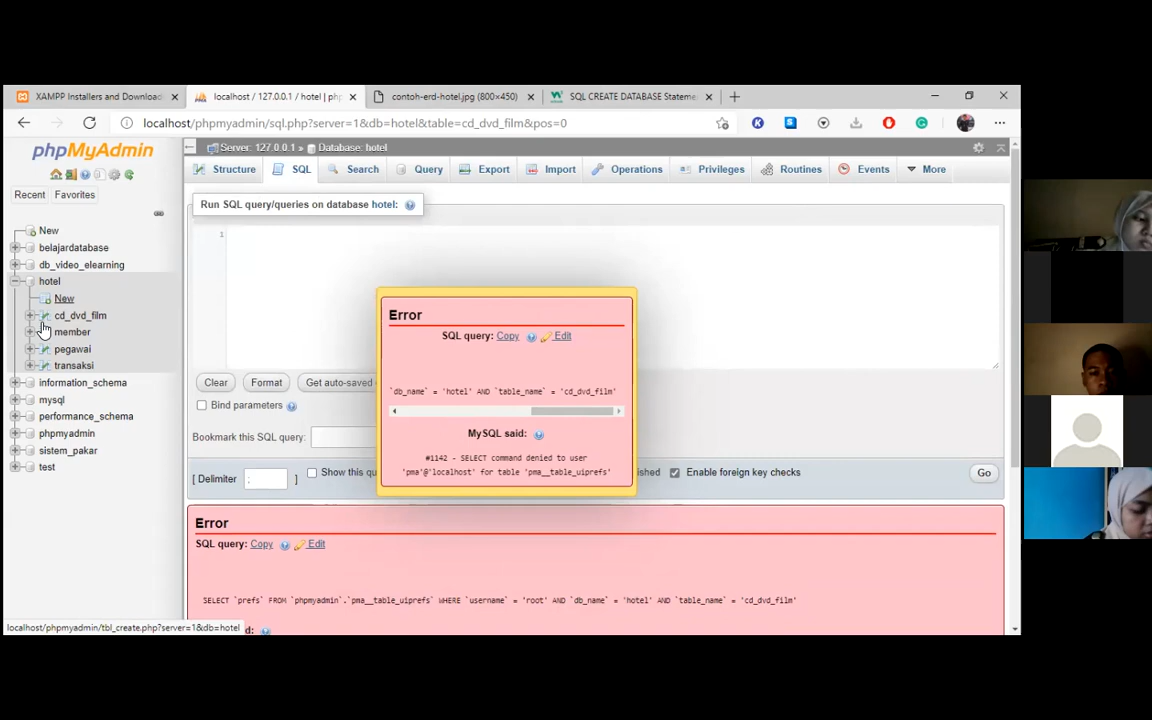 XAMPP Installers and Download
localhost / 127.0.0.1 / hotel | ph
contoh-erd-hotel.jpg (800×450)
SQL CREATE DATABASE Stateme
localhost/phpmyadmin/sql.php?server=1&db=hotel&table=cd_dvd_film&pos=0
phpMyAdmin
Server: 127.0.0.1 » Database: hotel
Structure SQL Search Query Export Import Operations Privileges Routines Events More
Recent Favorites
Run SQL query/queries on database hotel:
1
New
belajardatabase
db_video_elearning
hotel
New
cd_dvd_film
member
pegawai
transaksi
information_schema
mysql
performance_schema
phpmyadmin
sistem_pakar
test
Error
SQL query: Copy Edit
`db_name` = 'hotel' AND `table_name` = 'cd_dvd_film'
MySQL said:
#1142 - SELECT command denied to user
'pma'@'localhost' for table 'pma__table_uiprefs'
Clear Format Get auto-saved
Bind parameters
Bookmark this SQL query:
[ Delimiter ; ] Show this qu ished Enable foreign key checks Go
Error
SQL query: Copy Edit
SELECT `prefs` FROM `phpmyadmin`.`pma__table_uiprefs` WHERE `username` = 'root' AND `db_name` = 'hotel' AND `table_name` = 'cd_dvd_film'
localhost/phpmyadmin/tbl_create.php?server=1&db=hotel
d: